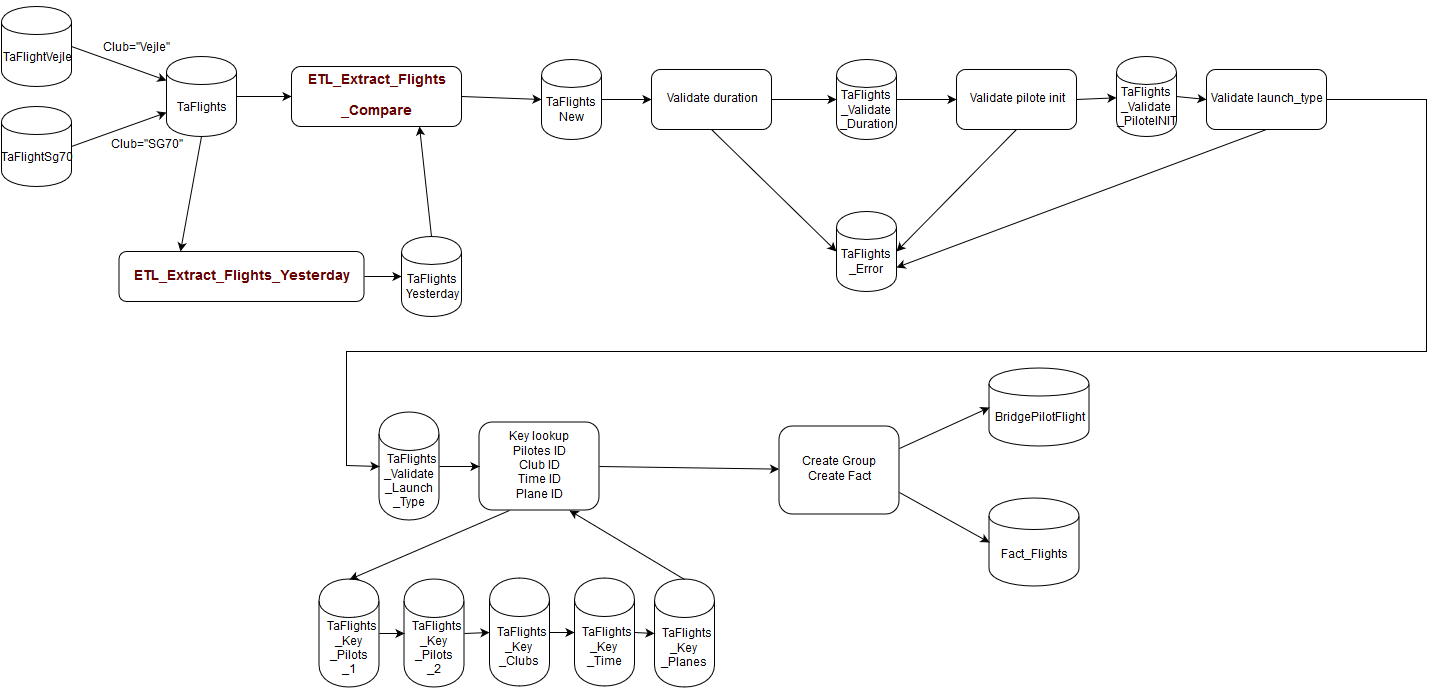 TaFlightVejle
Club="Vejle"
TaFlightSg70
Club="SG70"
TaFlights
ETL_Extract_Flights
_Compare
ETL_Extract_Flights_Yesterday
TaFlights
Yesterday
TaFlights
New
Validate duration
TaFlights
_Validate
_Duration
Validate pilote init
TaFlights
_Validate
_PiloteINIT
Validate launch_type
TaFlights
_Error
TaFlights
_Validate
_Launch
_Type
Key lookup
Pilotes ID
Club ID
Time ID
Plane ID
TaFlights
_Key
_Pilots
_1
TaFlights
_Key
_Pilots
_2
TaFlights
_Key
_Clubs
TaFlights
_Key
_Time
TaFlights
_Key
_Planes
Create Group
Create Fact
BridgePilotFlight
Fact_Flights